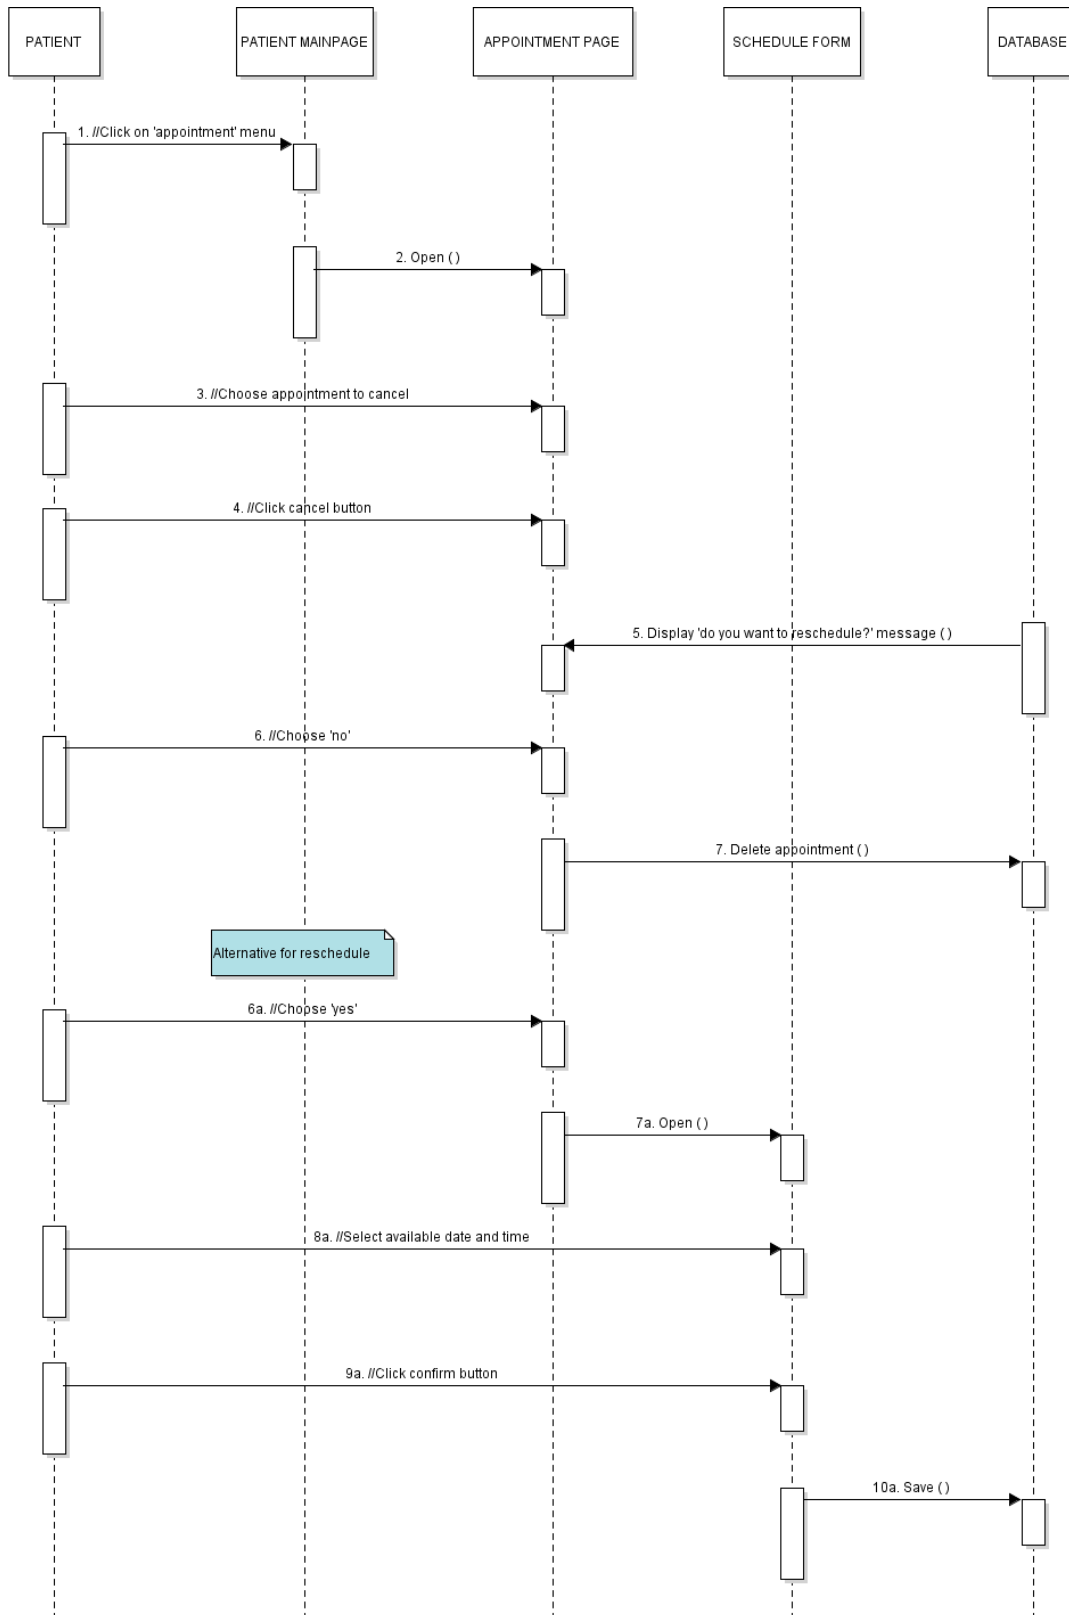 PATIENT
PATIENT MAINPAGE
APPOINTMENT PAGE
SCHEDULE FORM
DATABASE
1. //Click on 'appointment' menu
2. Open ( )
3. //Choose appointment to cancel
4. //Click cancel button
5. Display 'do you want to reschedule?' message ( )
6. //Choose 'no'
7. Delete appointment ( )
Alternative for reschedule
6a. //Choose 'yes'
7a. Open ( )
8a. //Select available date and time
9a. //Click confirm button
10a. Save ( )